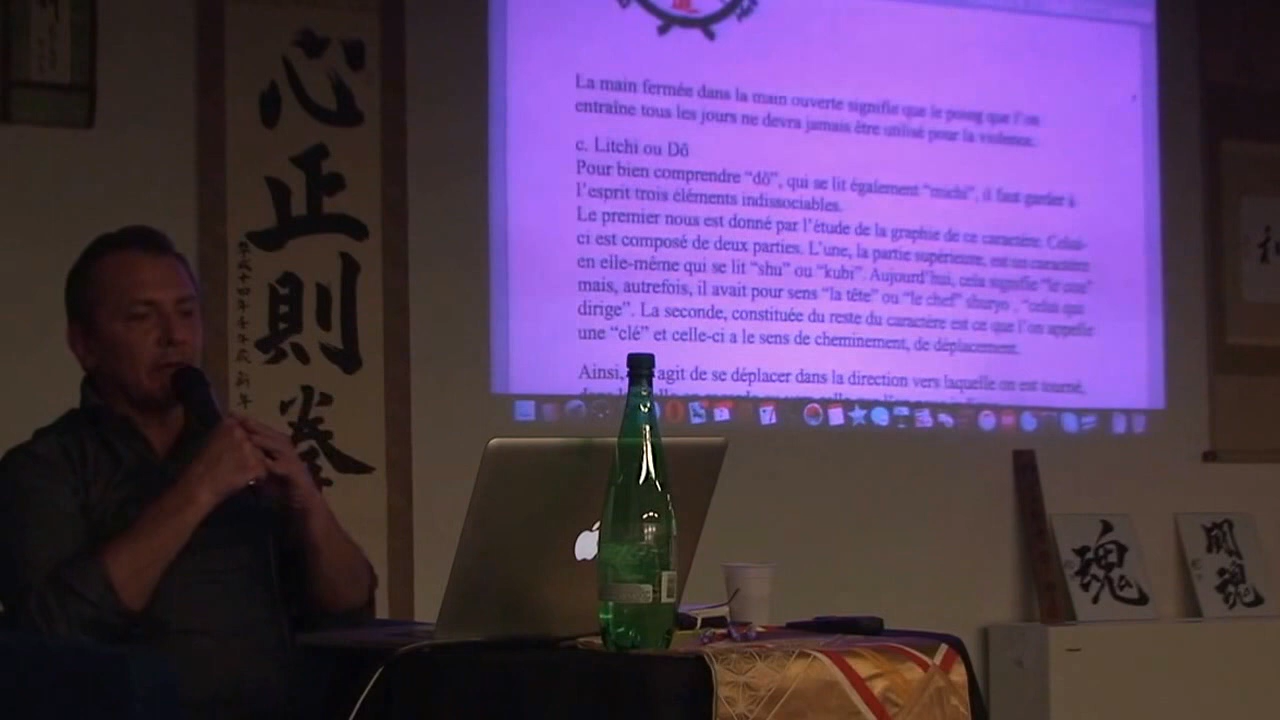 心正則拳
La main fermée dans la main ouverte signifie que le poing que l'on
entraîne tous les jours ne devra jamais être utilisé pour la violence.
c. Litchi ou Dô
Pour bien comprendre “dô”, qui se lit également “michi”, il faut garder à
l'esprit trois éléments indissociables.
Le premier nous est donné par l'étude de la graphie de ce caractère. Celui-
ci est composé de deux parties. L'une, la partie supérieure, est un caractère
en elle-même qui se lit “shu” ou “kubi”. Aujourd'hui, cela signifie “le cou”
mais, autrefois, il avait pour sens “la tête” ou “le chef” shuryo , “celui qui
dirige”. La seconde, constituée du reste du caractère est ce que l'on appelle
une “clé” et celle-ci a le sens de cheminement, de déplacement.
Ainsi, agit de se déplacer dans la direction vers laquelle on est tourné,
魂
闘魂